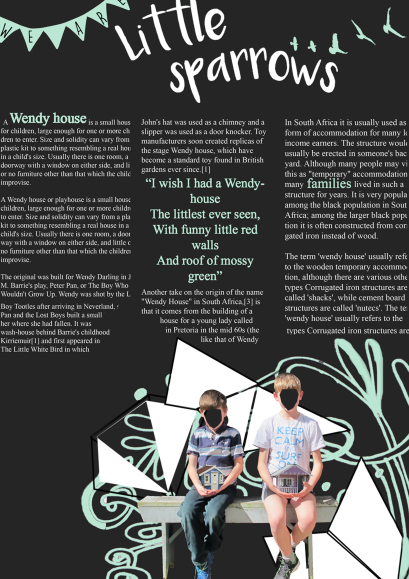 WE ARE
Little
sparrows
A Wendy house is a small hous
for children, large enough for one or more ch
dren to enter. Size and solidity can vary from
plastic kit to something resembling a real hou
in a child's size. Usually there is one room, a
doorway with a window on either side, and li
or no furniture other than that which the child
improvise.
A Wendy house or playhouse is a small house
children, large enough for one or more childr
to enter. Size and solidity can vary from a pla
kit to something resembling a real house in a
child's size. Usually there is one room, a door
way with a window on either side, and little o
no furniture other than that which the children
improvise.
The original was built for Wendy Darling in J
M. Barrie's play, Peter Pan, or The Boy Who
Wouldn't Grow Up. Wendy was shot by the L
Boy Tootles after arriving in Neverland,
Pan and the Lost Boys built a small
her where she had fallen. It was
wash-house behind Barrie's childhood
Kirriemuir[1] and first appeared in
The Little White Bird in which
John's hat was used as a chimney and a
slipper was used as a door knocker. Toy
manufacturers soon created replicas of
the stage Wendy house, which have
become a standard toy found in British
gardens ever since.[1]
“I wish I had a Wendy-
house
The littlest ever seen,
With funny little red
walls
And roof of mossy
green”
Another take on the origin of the name
"Wendy House" in South Africa,[3] is
that it comes from the building of a
house for a young lady called
in Pretoria in the mid 60s (the
like that of Wendy
In South Africa it is usually used as
form of accommodation for many lo
income earners. The structure would
usually be erected in someone's bac
yard. Although many people may vi
this as "temporary" accommodation
many families lived in such a
structure for years. It is very popula
among the black population in Sout
Africa; among the larger black popu
tion it is often constructed from cor
gated iron instead of wood.
The term 'wendy house' usually refe
to the wooden temporary accommo
tion, although there are various othe
types Corrugated iron structures are
called 'shacks', while cement board
structures are called 'nutecs'. The te
'wendy house' usually refers to the
types Corrugated iron structures are
KEEP
CALM
SURF
ON